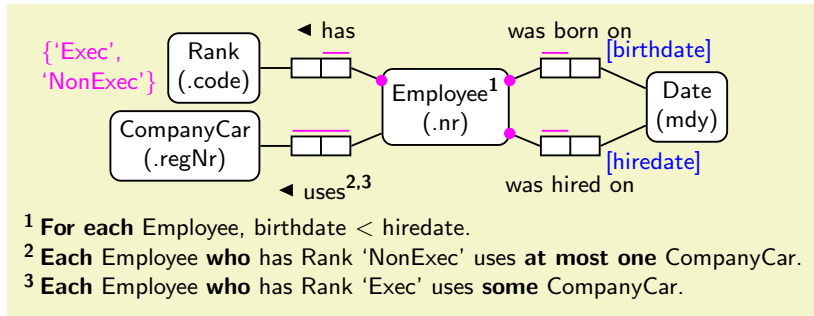 ◄ has
was born on
{'Exec',
'NonExec'}
Rank
(.code)
[birthdate]
Employee¹
(.nr)
Date
(mdy)
CompanyCar
(.regNr)
[hiredate]
◄ uses²,³
was hired on
¹ For each Employee, birthdate < hiredate.
² Each Employee who has Rank 'NonExec' uses at most one CompanyCar.
³ Each Employee who has Rank 'Exec' uses some CompanyCar.